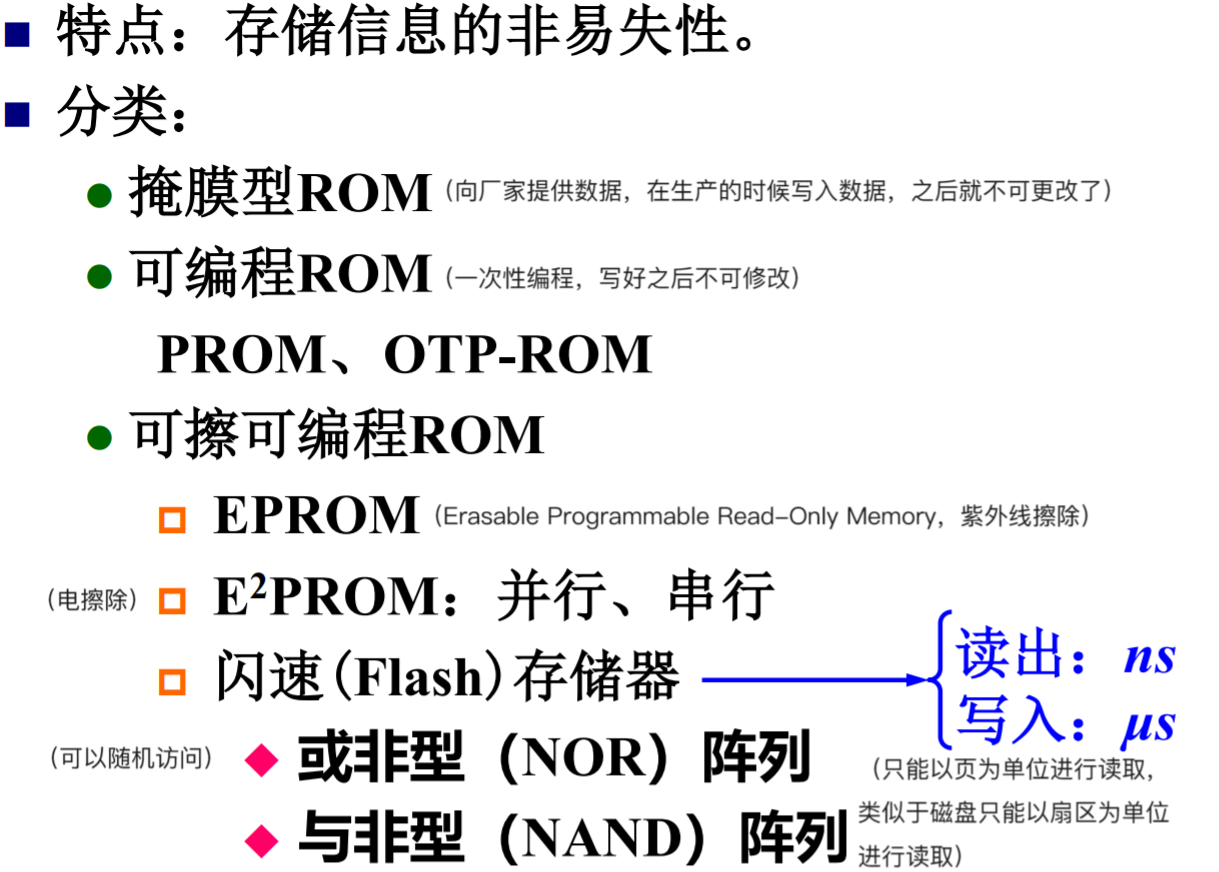 特点：存储信息的非易失性。
分类：
掩膜型ROM（向厂家提供数据，在生产的时候写入数据，之后就不可更改了）
可编程ROM（一次性编程，写好之后不可修改）
PROM、OTP-ROM
可擦可编程ROM
EPROM（Erasable Programmable Read-Only Memory，紫外线擦除）
（电擦除）E²PROM：并行、串行
闪速(Flash)存储器
读出：ns
写入：μs
（可以随机访问）或非型（NOR）阵列
与非型（NAND）阵列
（只能以页为单位进行读取，
类似于磁盘只能以扇区为单位
进行读取）